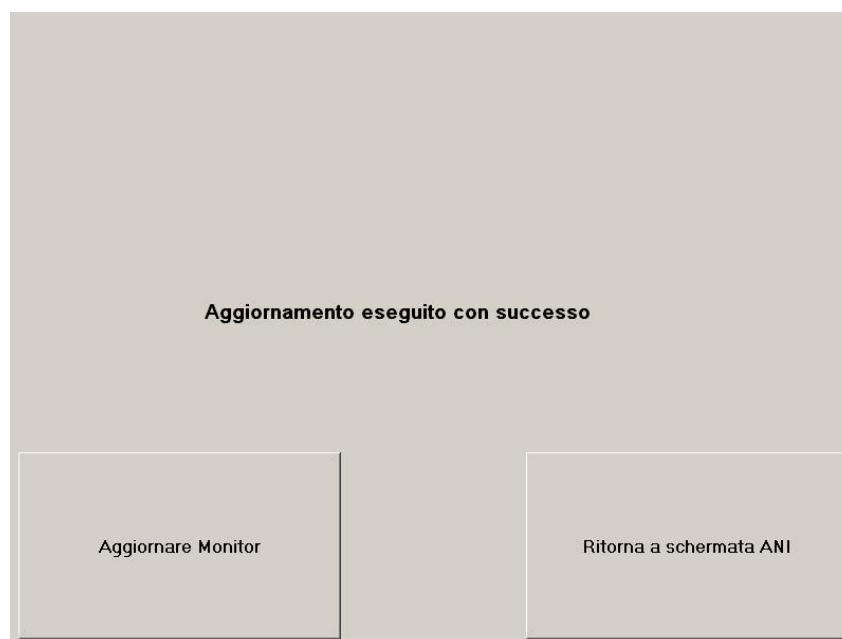 Aggiornamento eseguito con successo
Aggiornare Monitor
Ritorna a schermata ANI